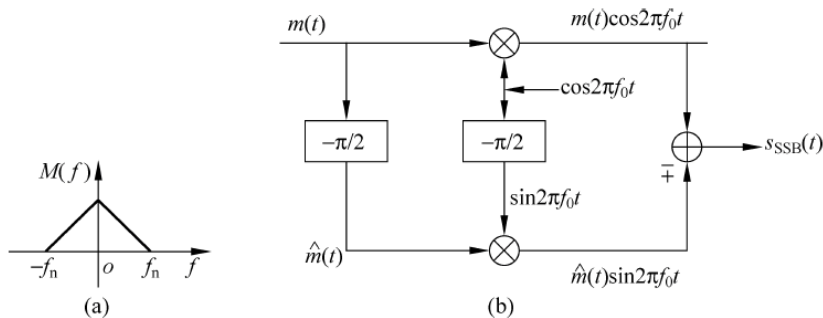 M(f)
−fn
o
fn
f
(a)
m(t)
m(t)cos2πf0t
cos2πf0t
−π/2
−π/2
sSSB(t)
∓
sin2πf0t
m̂(t)
m̂(t)sin2πf0t
(b)